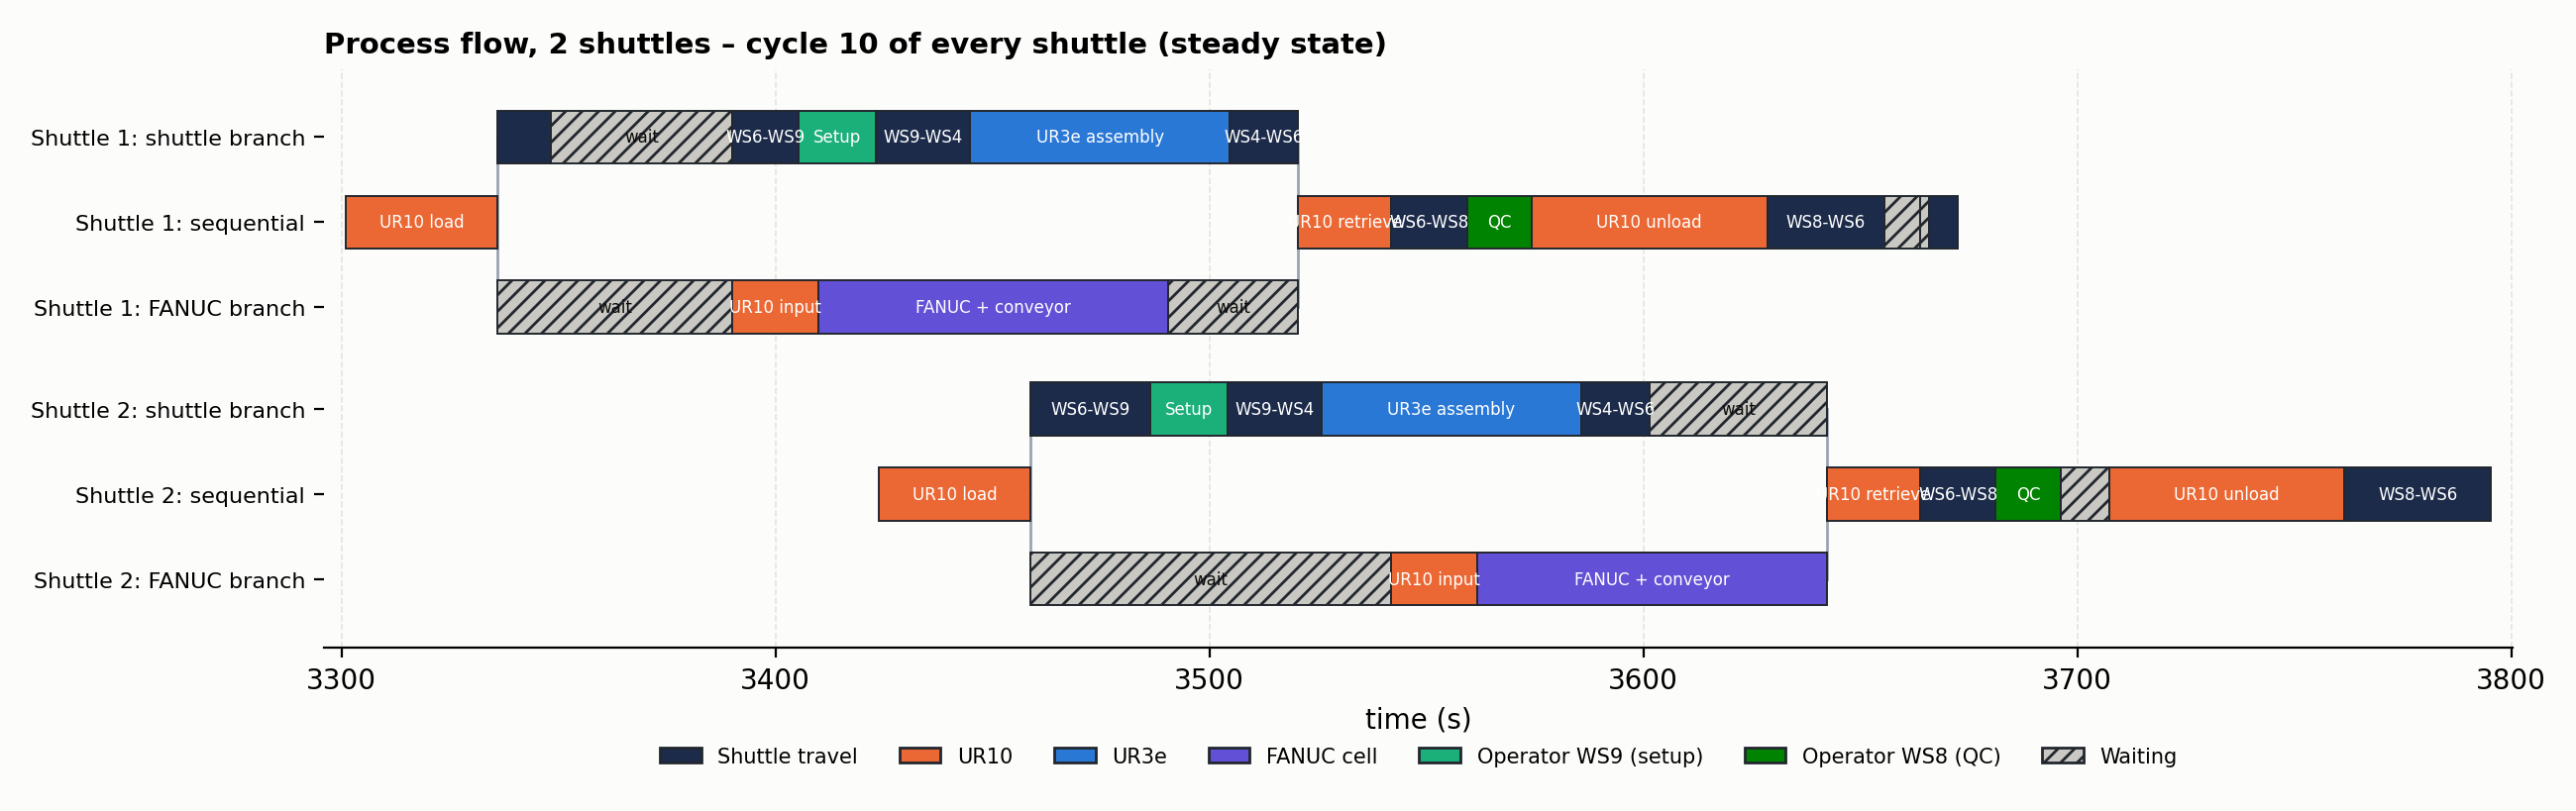 Process flow, 2 shuttles – cycle 10 of every shuttle (steady state)
Shuttle 1: shuttle branch
wait
WS6-WS9
Setup
WS9-WS4
UR3e assembly
WS4-WS6
Shuttle 1: sequential
UR10 load
UR10 retrieve
WS6-WS8
QC
UR10 unload
WS8-WS6
Shuttle 1: FANUC branch
wait
UR10 input
FANUC + conveyor
wait
Shuttle 2: shuttle branch
WS6-WS9
Setup
WS9-WS4
UR3e assembly
WS4-WS6
wait
Shuttle 2: sequential
UR10 load
UR10 retrieve
WS6-WS8
QC
UR10 unload
WS8-WS6
Shuttle 2: FANUC branch
wait
UR10 input
FANUC + conveyor
3300 3400 3500 3600 3700 3800
time (s)
Shuttle travel UR10 UR3e FANUC cell Operator WS9 (setup) Operator WS8 (QC) Waiting